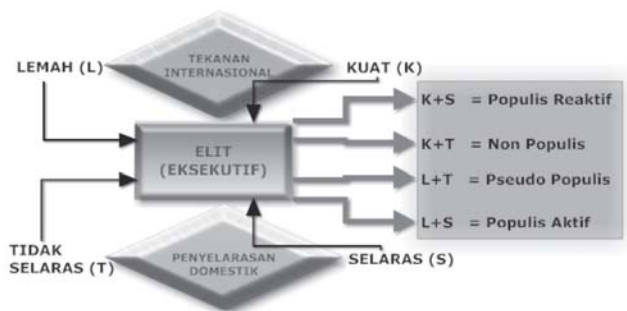 TEKANAN
INTERNASIONAL
LEMAH (L)
KUAT (K)
ELIT
(EKSEKUTIF)
K+S = Populis Reaktif
K+T = Non Populis
L+T = Pseudo Populis
L+S = Populis Aktif
TIDAK
SELARAS (T)
PENYELARASAN
DOMESTIK
SELARAS (S)